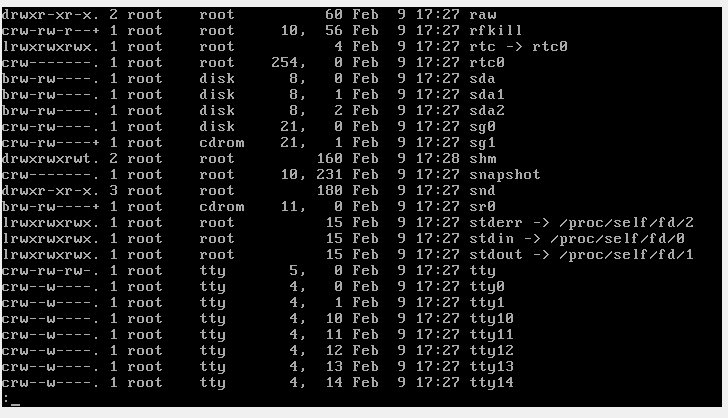 drwxr-xr-x. 2 root    root          60 Feb  9 17:27 raw
crw-rw-r--+ 1 root    root     10,  56 Feb  9 17:27 rfkill
lrwxrwxrwx. 1 root    root           4 Feb  9 17:27 rtc -> rtc0
crw-------. 1 root    root    254,   0 Feb  9 17:27 rtc0
brw-rw----. 1 root    disk      8,   0 Feb  9 17:27 sda
brw-rw----. 1 root    disk      8,   1 Feb  9 17:27 sda1
brw-rw----. 1 root    disk      8,   2 Feb  9 17:27 sda2
crw-rw----. 1 root    disk     21,   0 Feb  9 17:27 sg0
crw-rw----+ 1 root    cdrom    21,   1 Feb  9 17:27 sg1
drwxrwxrwt. 2 root    root         160 Feb  9 17:28 shm
crw-------. 1 root    root     10, 231 Feb  9 17:27 snapshot
drwxr-xr-x. 3 root    root         180 Feb  9 17:27 snd
brw-rw----+ 1 root    cdrom    11,   0 Feb  9 17:27 sr0
lrwxrwxrwx. 1 root    root          15 Feb  9 17:27 stderr -> /proc/self/fd/2
lrwxrwxrwx. 1 root    root          15 Feb  9 17:27 stdin -> /proc/self/fd/0
lrwxrwxrwx. 1 root    root          15 Feb  9 17:27 stdout -> /proc/self/fd/1
crw-rw-rw-. 1 root    tty       5,   0 Feb  9 17:27 tty
crw--w----. 1 root    tty       4,   0 Feb  9 17:27 tty0
crw--w----. 1 root    tty       4,   1 Feb  9 17:27 tty1
crw--w----. 1 root    tty       4,  10 Feb  9 17:27 tty10
crw--w----. 1 root    tty       4,  11 Feb  9 17:27 tty11
crw--w----. 1 root    tty       4,  12 Feb  9 17:27 tty12
crw--w----. 1 root    tty       4,  13 Feb  9 17:27 tty13
crw--w----. 1 root    tty       4,  14 Feb  9 17:27 tty14
:_